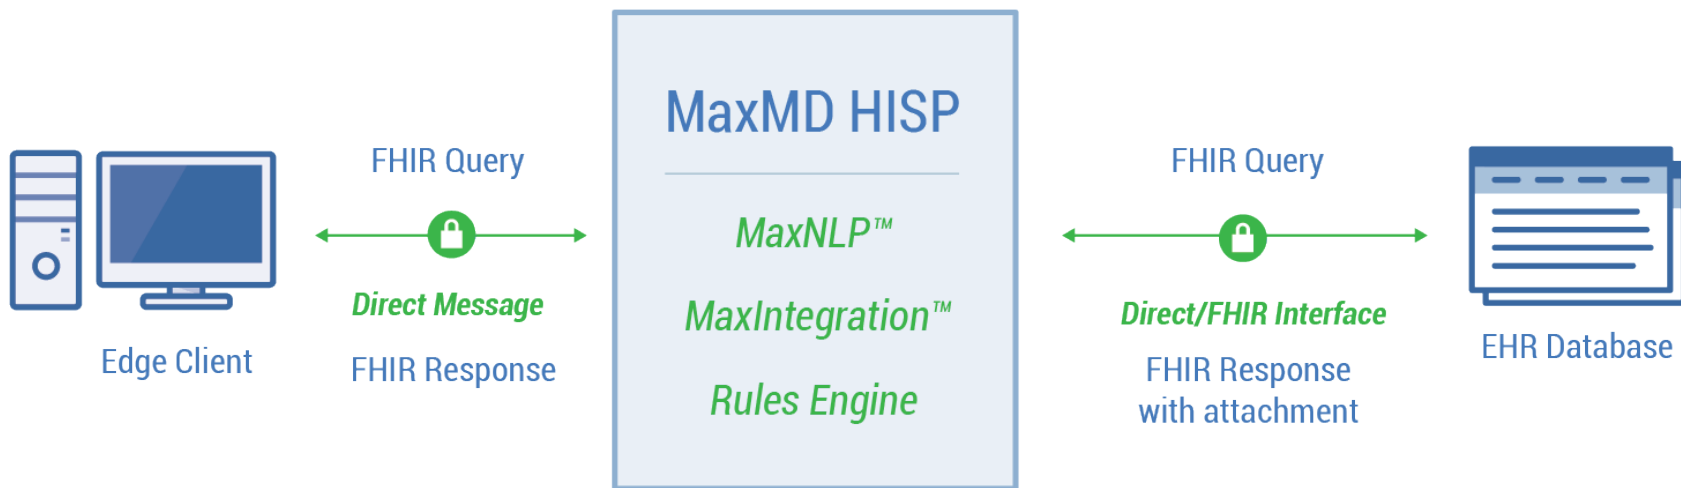 FHIR Query
Direct Message
FHIR Response
Edge Client
MaxMD HISP
MaxNLP™
MaxIntegration™
Rules Engine
FHIR Query
Direct/FHIR Interface
FHIR Response
with attachment
EHR Database